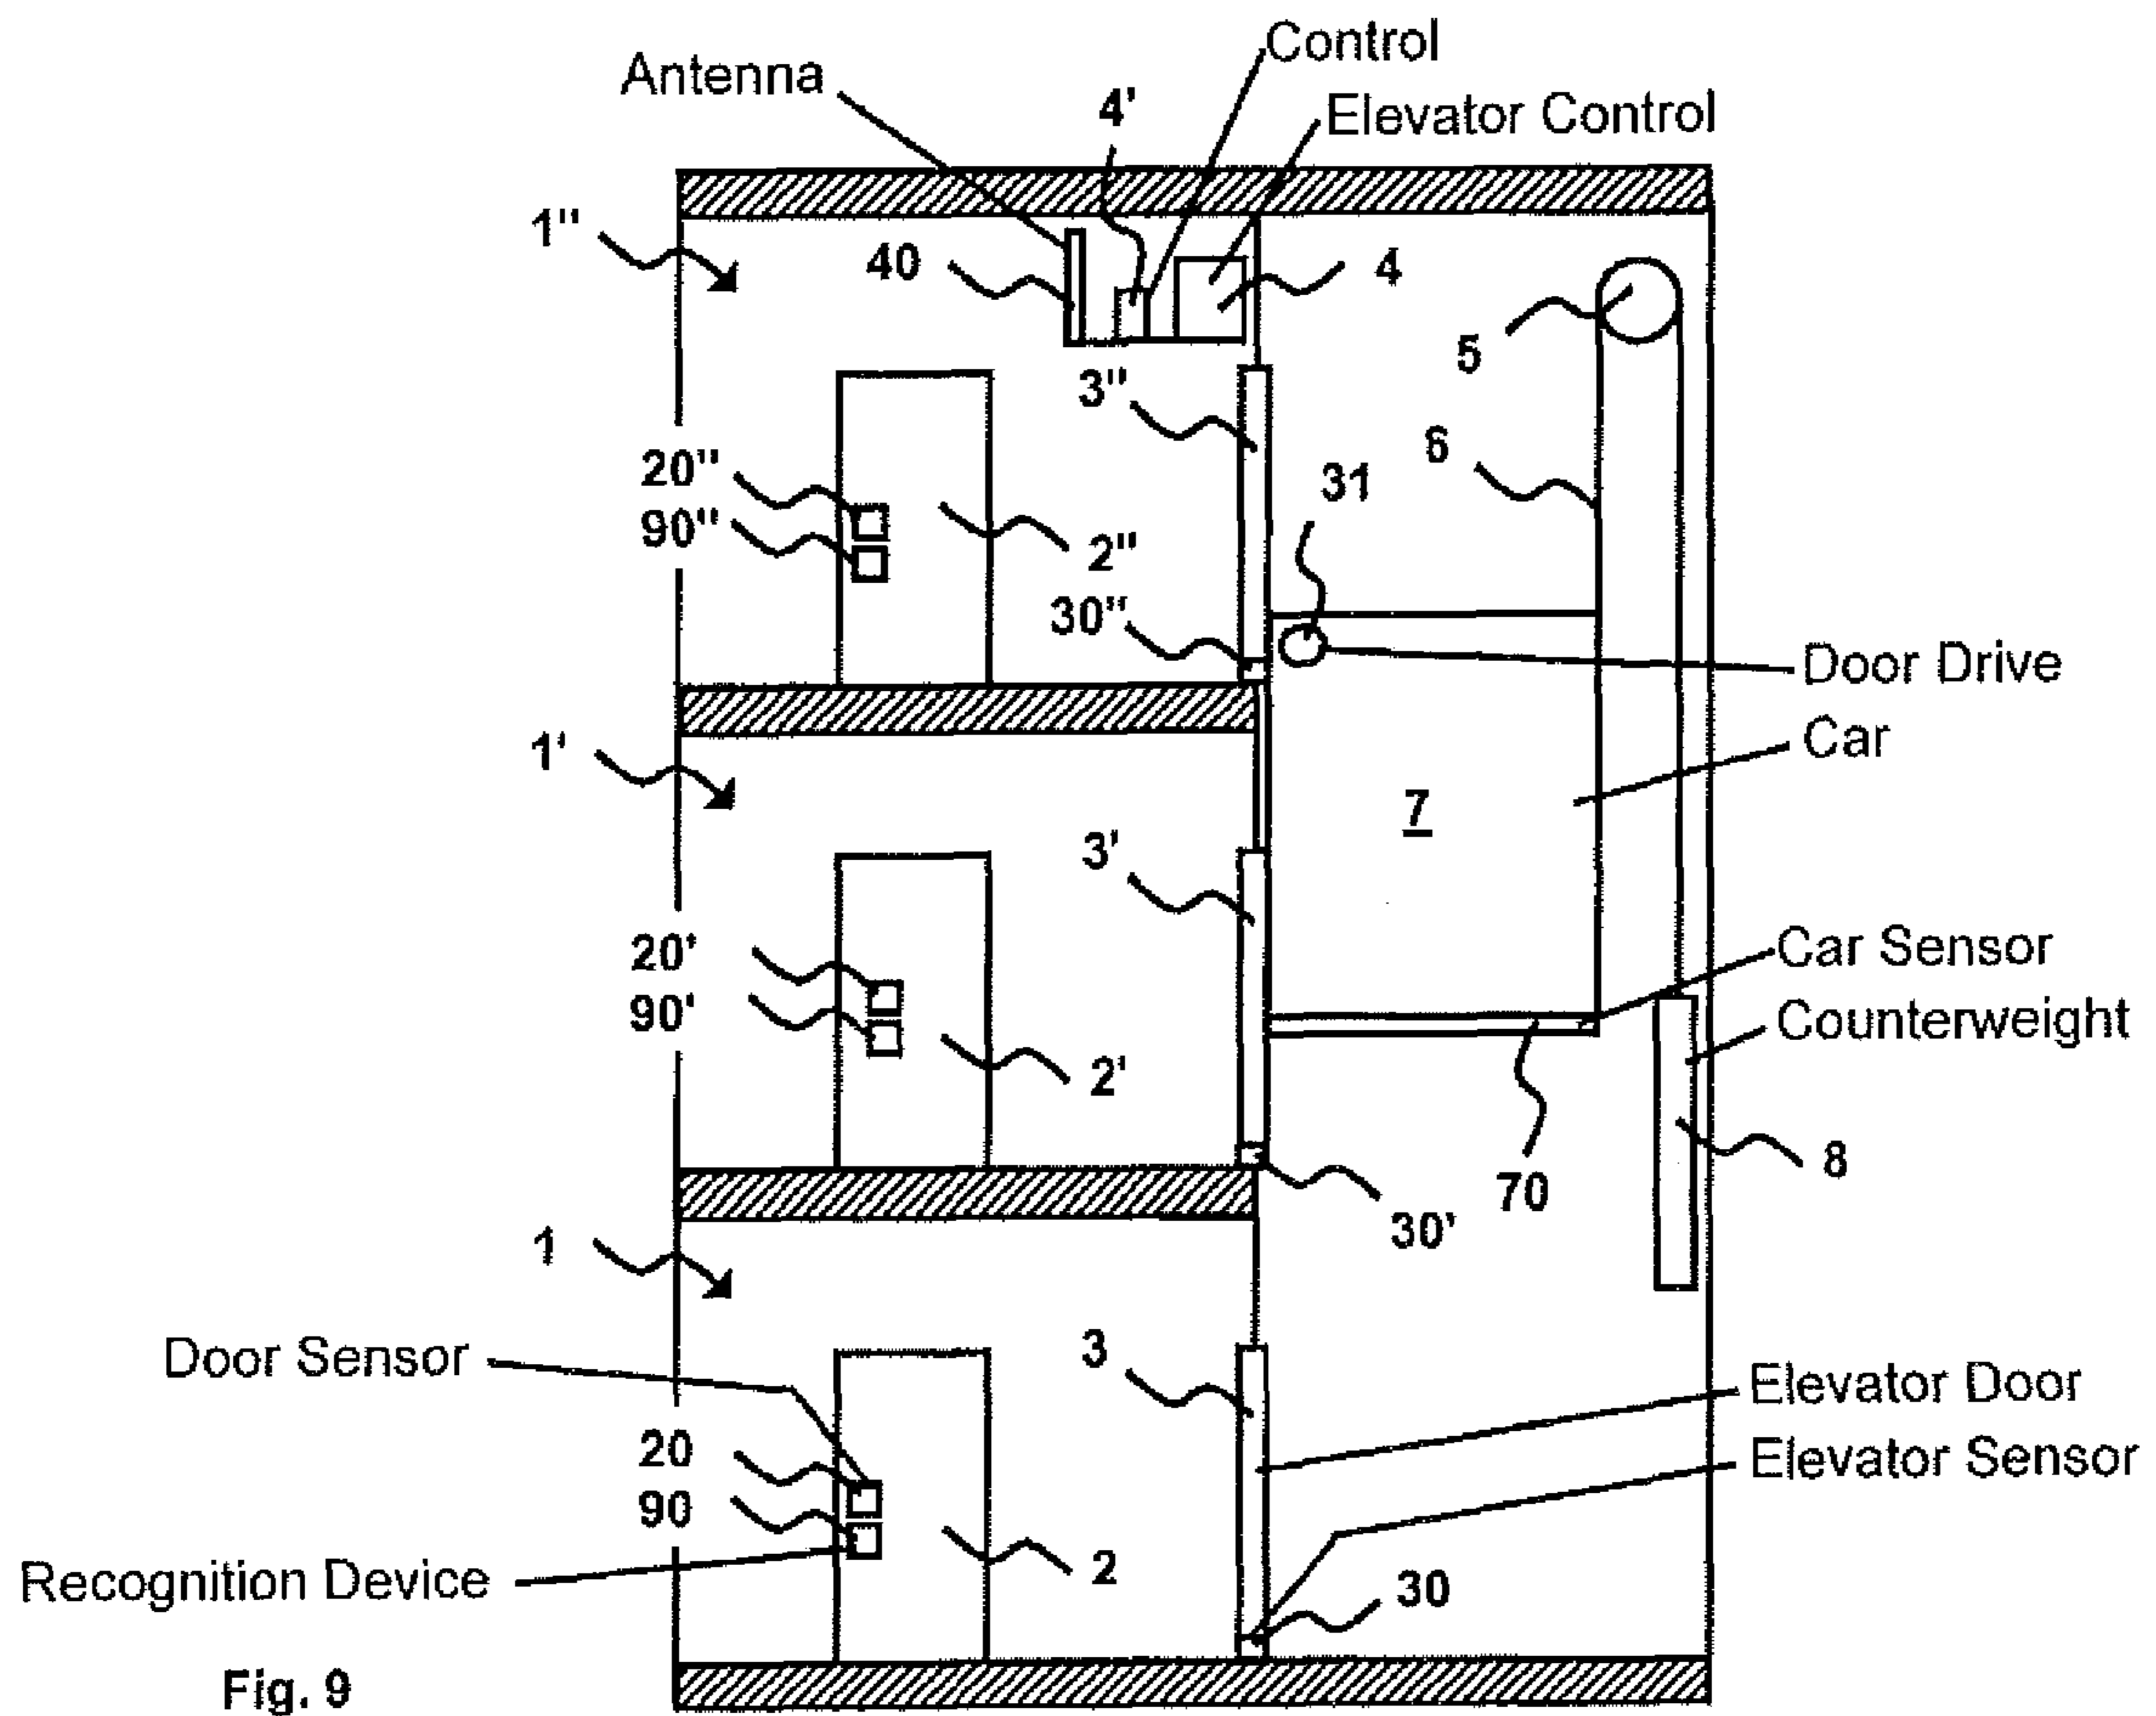 Control
Antenna
4'
Elevator Control
1"
40
4
5
3"
6
20"
31
90"
2"
30"
Door Drive
1'
Car
7
3'
20'
Car Sensor
90'
Counterweight
2'
8
70
30'
1
3
Door Sensor
Elevator Door
20
Elevator Sensor
90
2
30
Recognition Device
Fig. 9